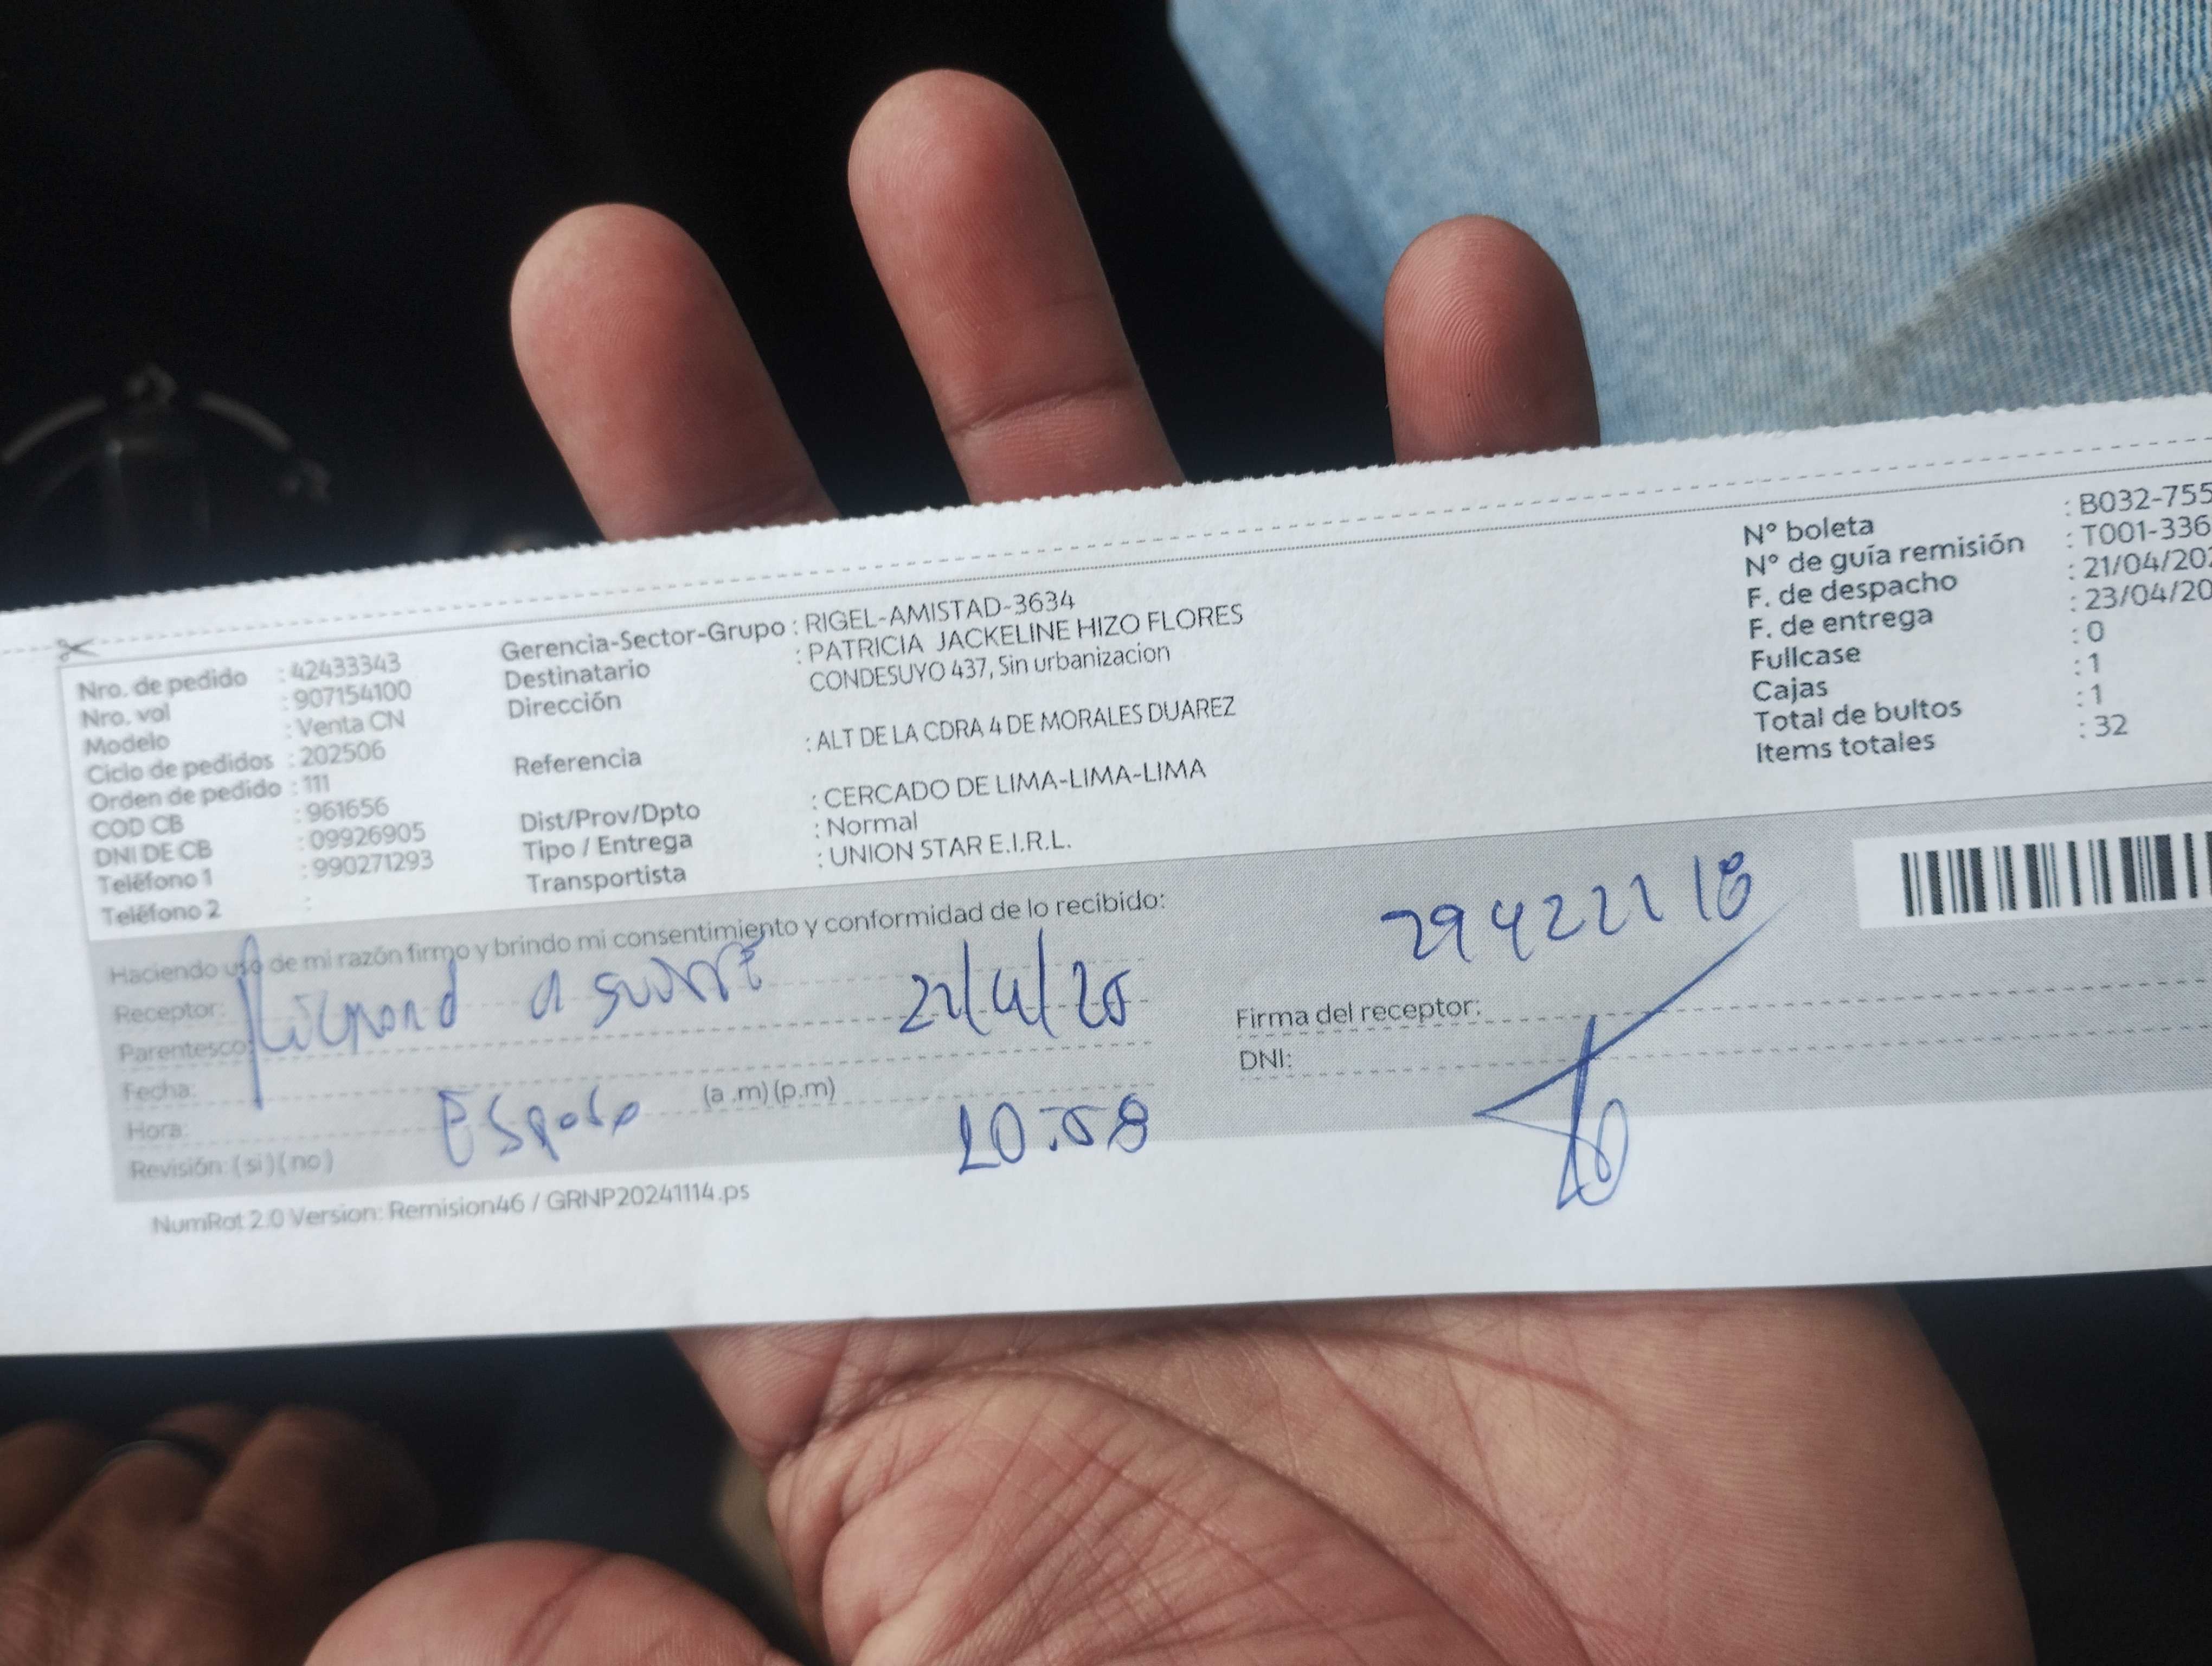 Nro. de pedido : 42433343
Nro. vol : 907154100
Modelo : Venta CN
Ciclo de pedidos : 202506
Orden de pedido : 111
COD CB : 961656
DNI DE CB : 09926905
Teléfono 1 : 990271293
Teléfono 2 :
Gerencia-Sector-Grupo : RIGEL-AMISTAD-3634
Destinatario : PATRICIA JACKELINE HIZO FLORES
Dirección CONDESUYO 437, Sin urbanizacion
Referencia : ALT DE LA CDRA 4 DE MORALES DUAREZ
Dist/Prov/Dpto : CERCADO DE LIMA-LIMA-LIMA
Tipo / Entrega : Normal
Transportista : UNION STAR E.I.R.L.
N° boleta : B032-755
N° de guía remisión : T001-336
F. de despacho : 21/04/202
F. de entrega : 23/04/20
Fullcase : 0
Cajas : 1
Total de bultos : 1
Items totales : 32
Haciendo uso de mi razón firmo y brindo mi consentimiento y conformidad de lo recibido:
Receptor:
Parentesco:
Fecha:
Hora: (a.m) (p.m)
Revisión: (si) (no)
Esposo
10:58
Firma del receptor:
DNI:
NumRot 2.0 Version: Remision46 / GRNP20241114.ps